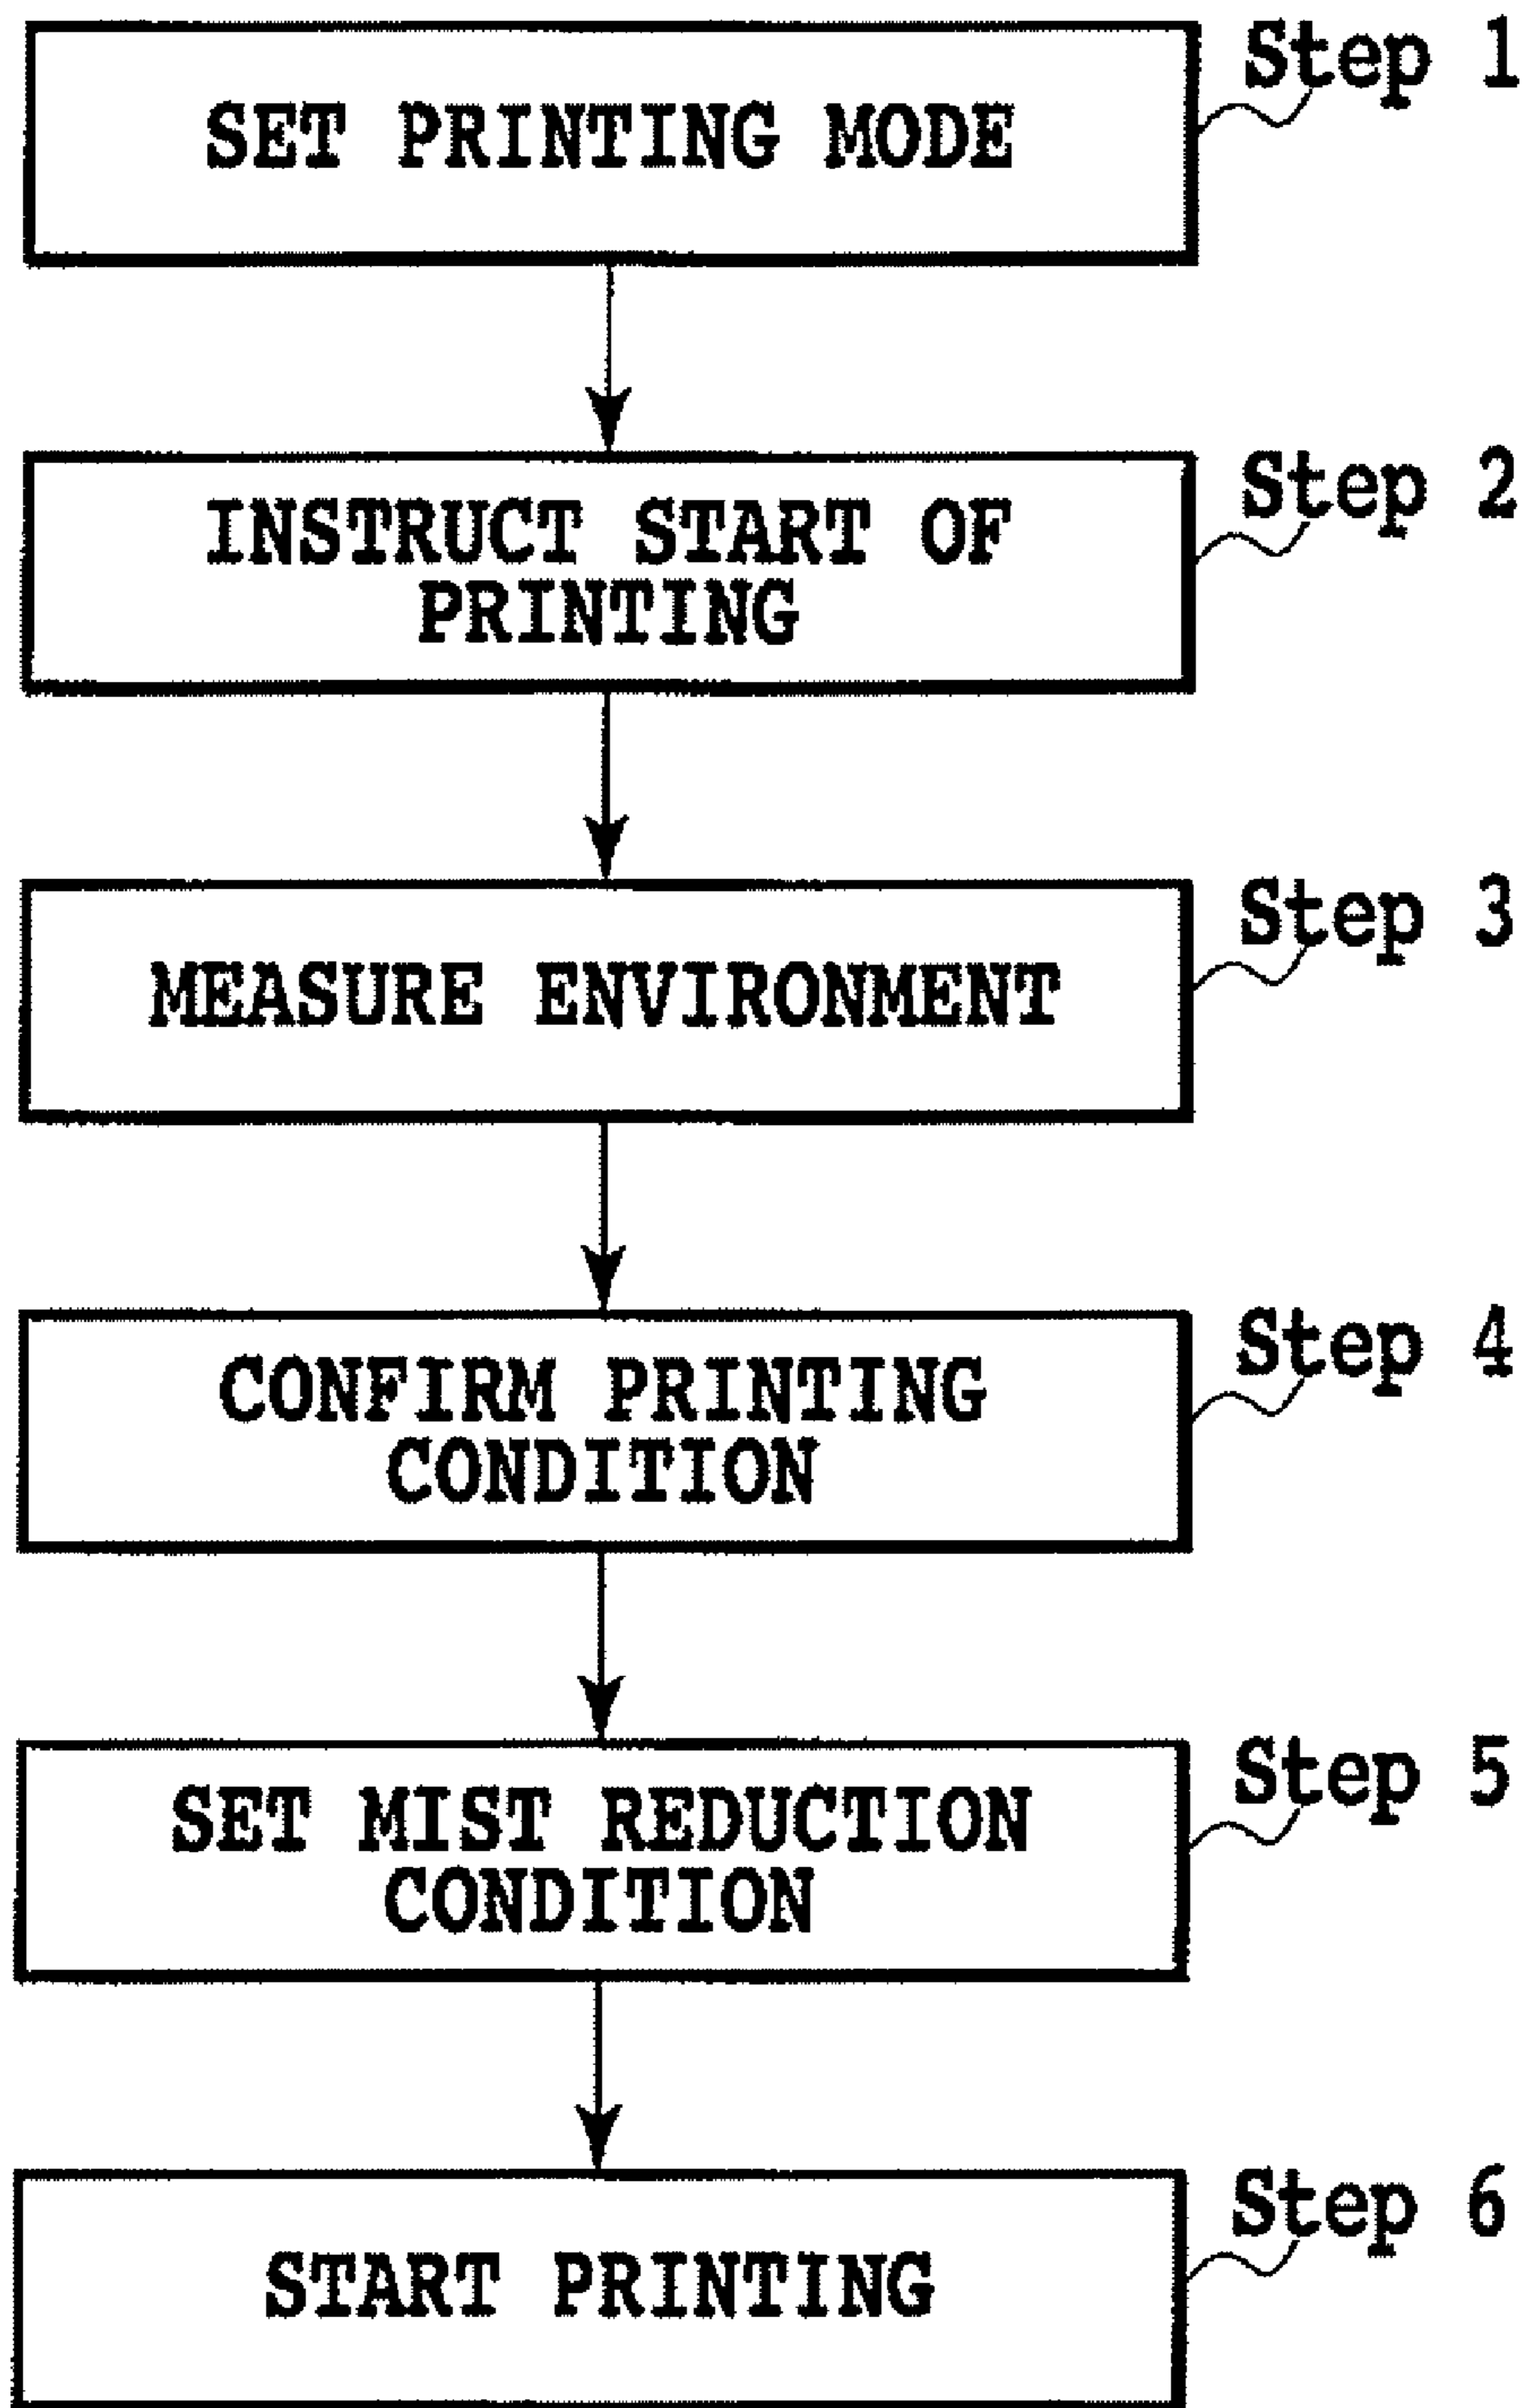 Step 1
SET PRINTING MODE
Step 2
INSTRUCT START OF
PRINTING
Step 3
MEASURE ENVIRONMENT
Step 4
CONFIRM PRINTING
CONDITION
Step 5
SET MIST REDUCTION
CONDITION
Step 6
START PRINTING